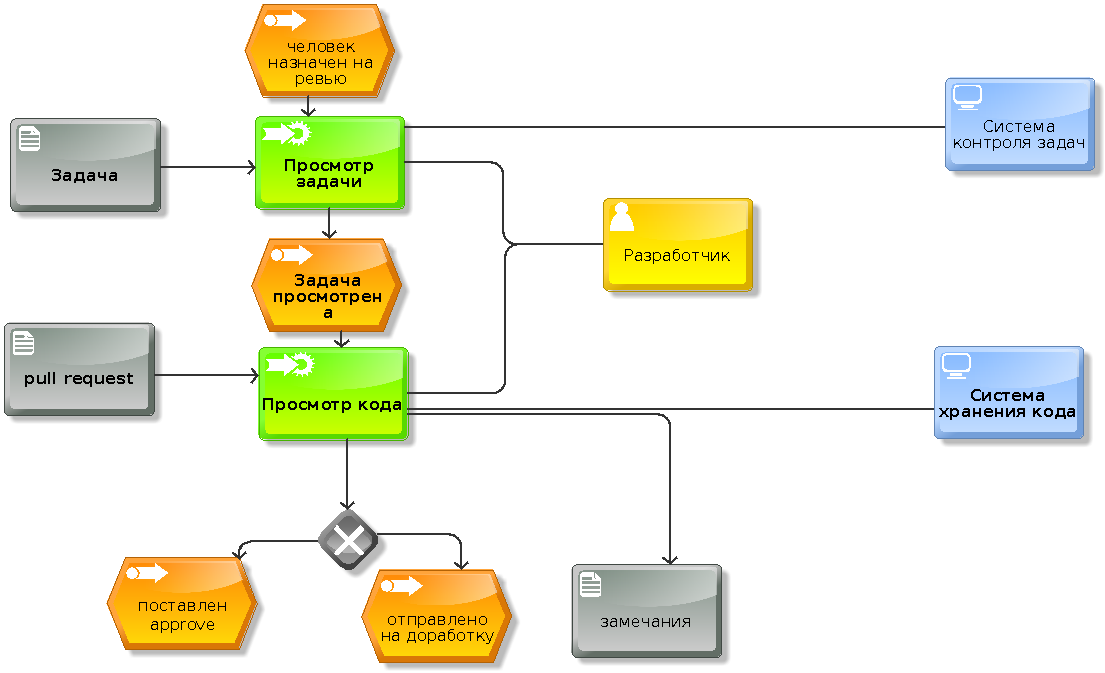 человек
назначен на
ревью
Задача
Просмотр
задачи
Система
контроля задач
Разработчик
Задача
просмотрен
а
pull request
Просмотр кода
Система
хранения кода
поставлен
approve
отправлено
на доработку
замечания